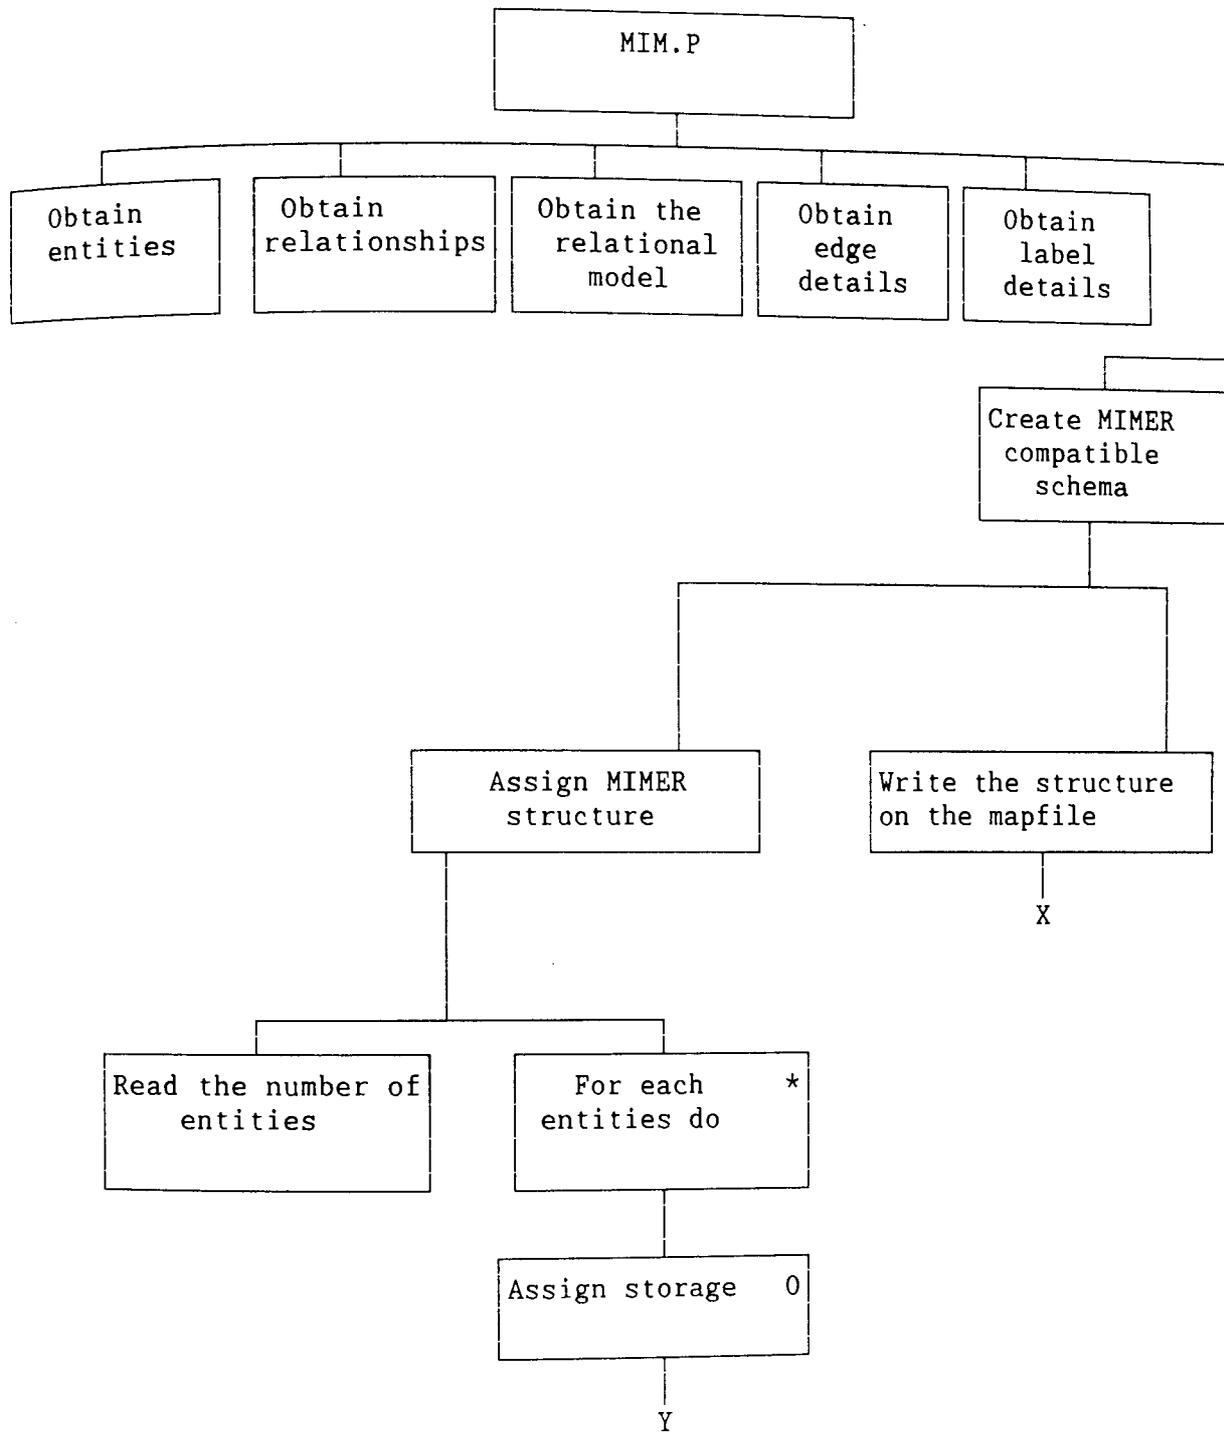 MIM.P
Obtain
entities
Obtain
relationships
Obtain the
relational
model
Obtain
edge
details
Obtain
label
details
Create MIMER
compatible
schema
Assign MIMER
structure
Write the structure
on the mapfile
X
Read the number of
entities
For each *
entities do
Assign storage O
Y